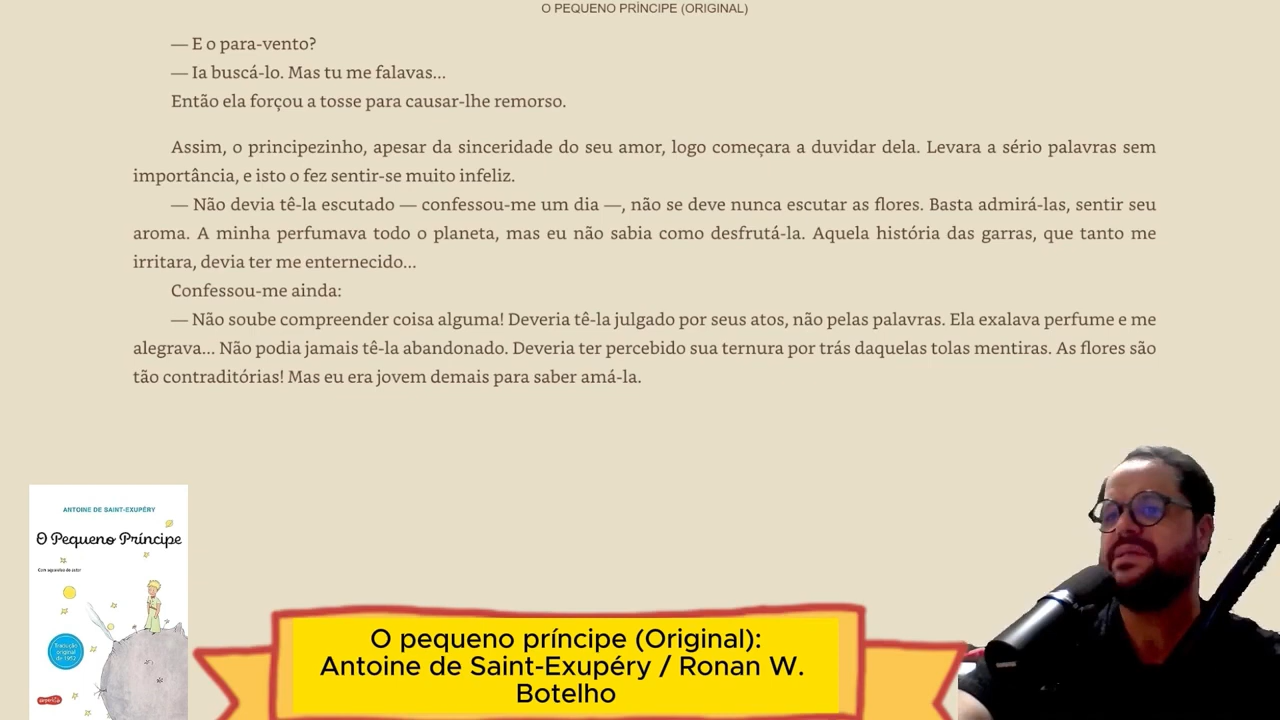 O PEQUENO PRÍNCIPE (ORIGINAL)
— E o para-vento?
— Ia buscá-lo. Mas tu me falavas...
Então ela forçou a tosse para causar-lhe remorso.
Assim, o principezinho, apesar da sinceridade do seu amor, logo começara a duvidar dela. Levara a sério palavras sem
importância, e isto o fez sentir-se muito infeliz.
— Não devia tê-la escutado — confessou-me um dia —, não se deve nunca escutar as flores. Basta admirá-las, sentir seu
aroma. A minha perfumava todo o planeta, mas eu não sabia como desfrutá-la. Aquela história das garras, que tanto me
irritara, devia ter me enternecido...
Confessou-me ainda:
— Não soube compreender coisa alguma! Deveria tê-la julgado por seus atos, não pelas palavras. Ela exalava perfume e me
alegrava... Não podia jamais tê-la abandonado. Deveria ter percebido sua ternura por trás daquelas tolas mentiras. As flores são
tão contraditórias! Mas eu era jovem demais para saber amá-la.
ANTOINE DE SAINT-EXUPÉRY
O Pequeno Príncipe
Com aquarelas do autor
Tradução
original
de 1952
O pequeno príncipe (Original):
Antoine de Saint-Exupéry / Ronan W.
Botelho